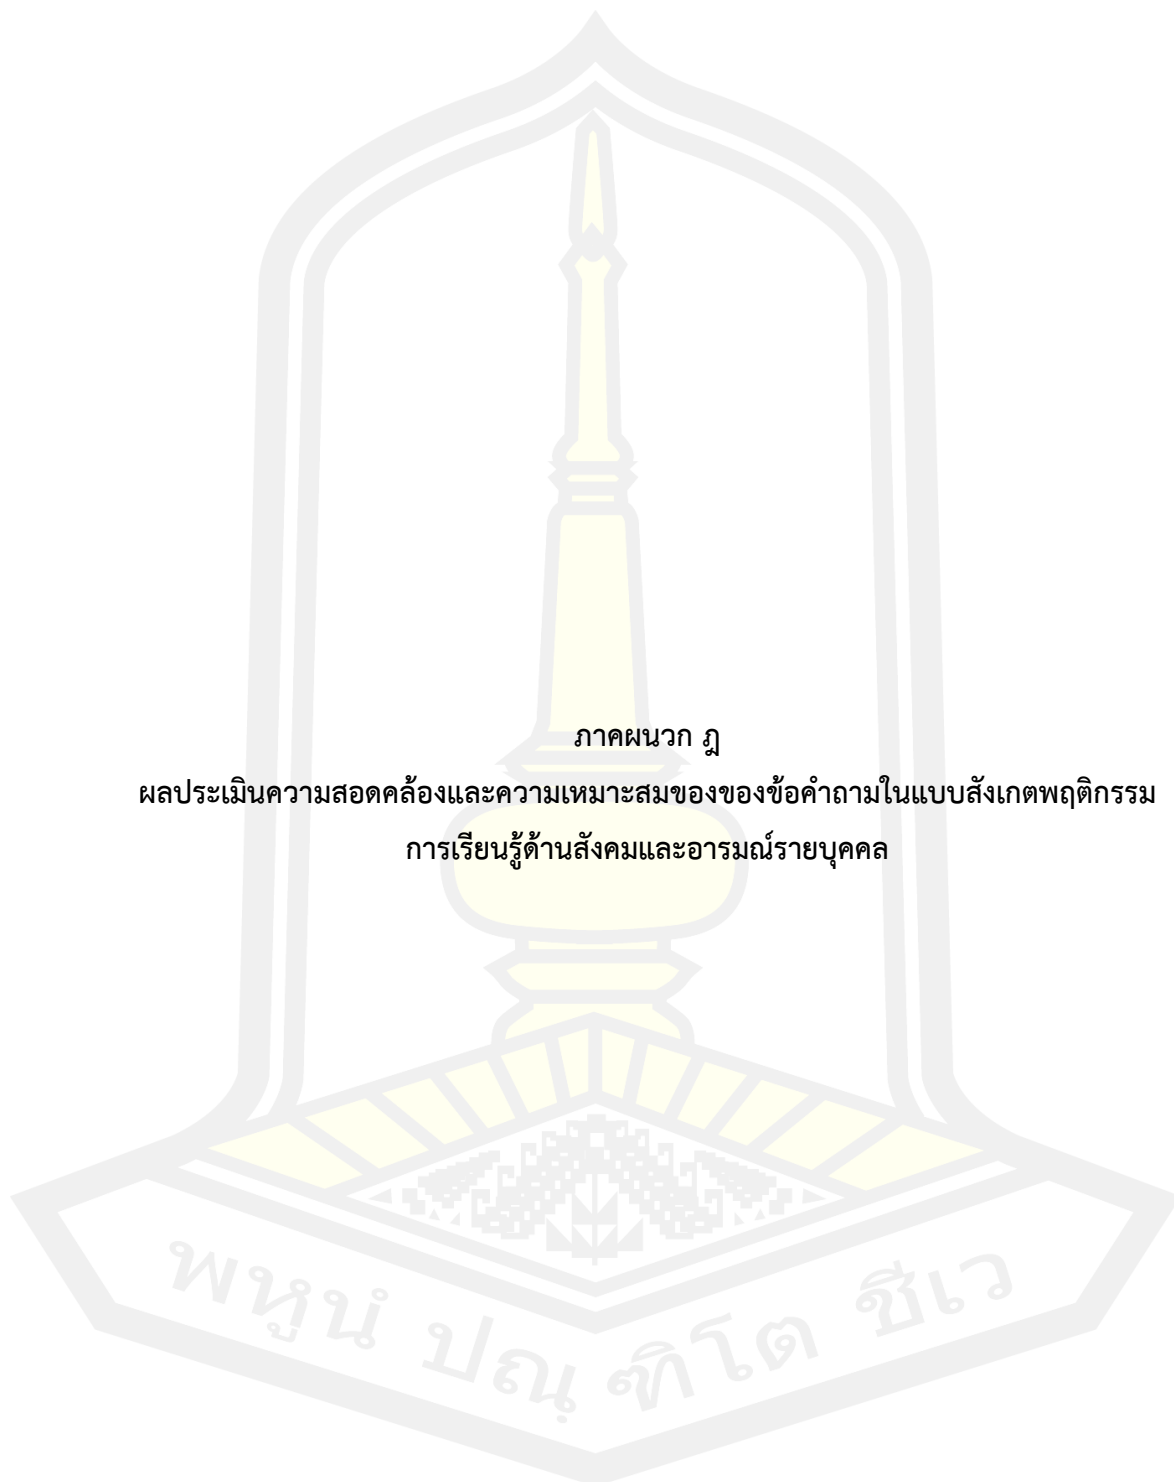 ภาคผนวก ฎ
ผลประเมินความสอดคล้องและความเหมาะสมของของข้อคำถามในแบบสังเกตพฤติกรรม
การเรียนรู้ด้านสังคมและอารมณ์รายบุคคล
พหูนํ ปณฺฑิโต ชีเว